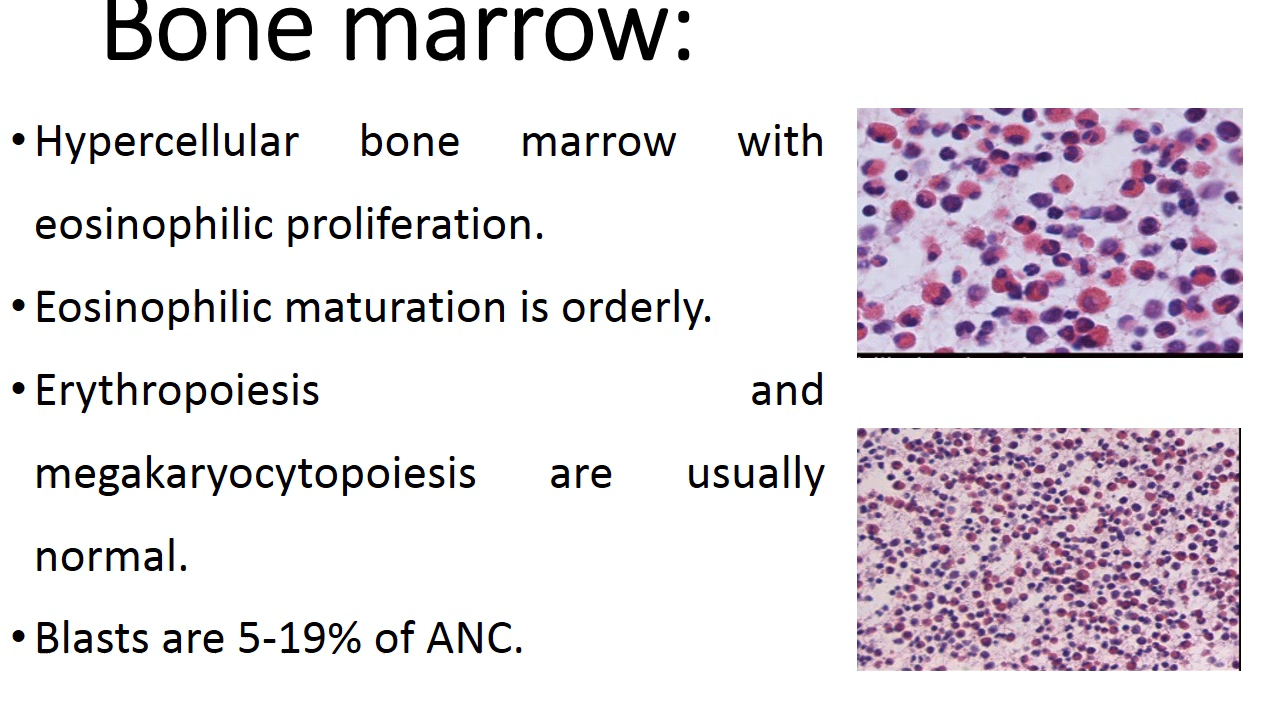 Bone marrow:
•Hypercellular bone marrow with
eosinophilic proliferation.
•Eosinophilic maturation is orderly.
•Erythropoiesis and
megakaryocytopoiesis are usually
normal.
•Blasts are 5-19% of ANC.